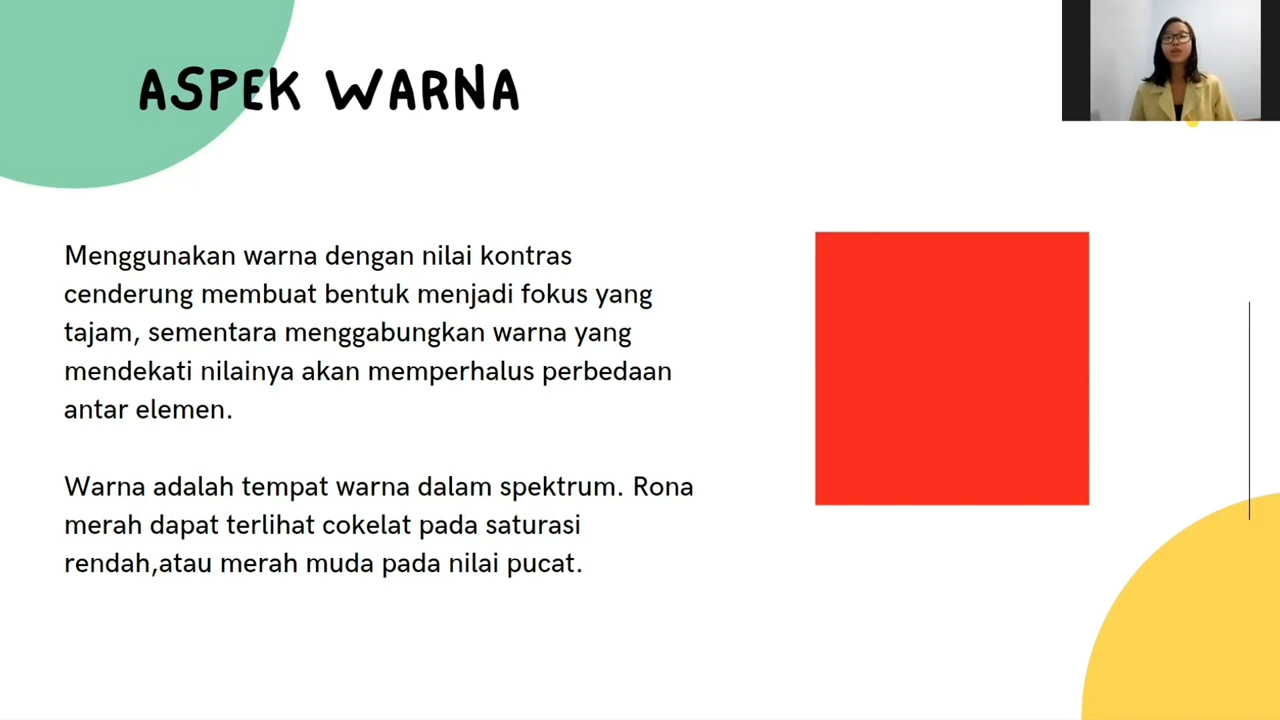 ASPEK WARNA
Menggunakan warna dengan nilai kontras
cenderung membuat bentuk menjadi fokus yang
tajam, sementara menggabungkan warna yang
mendekati nilainya akan memperhalus perbedaan
antar elemen.
Warna adalah tempat warna dalam spektrum. Rona
merah dapat terlihat cokelat pada saturasi
rendah,atau merah muda pada nilai pucat.